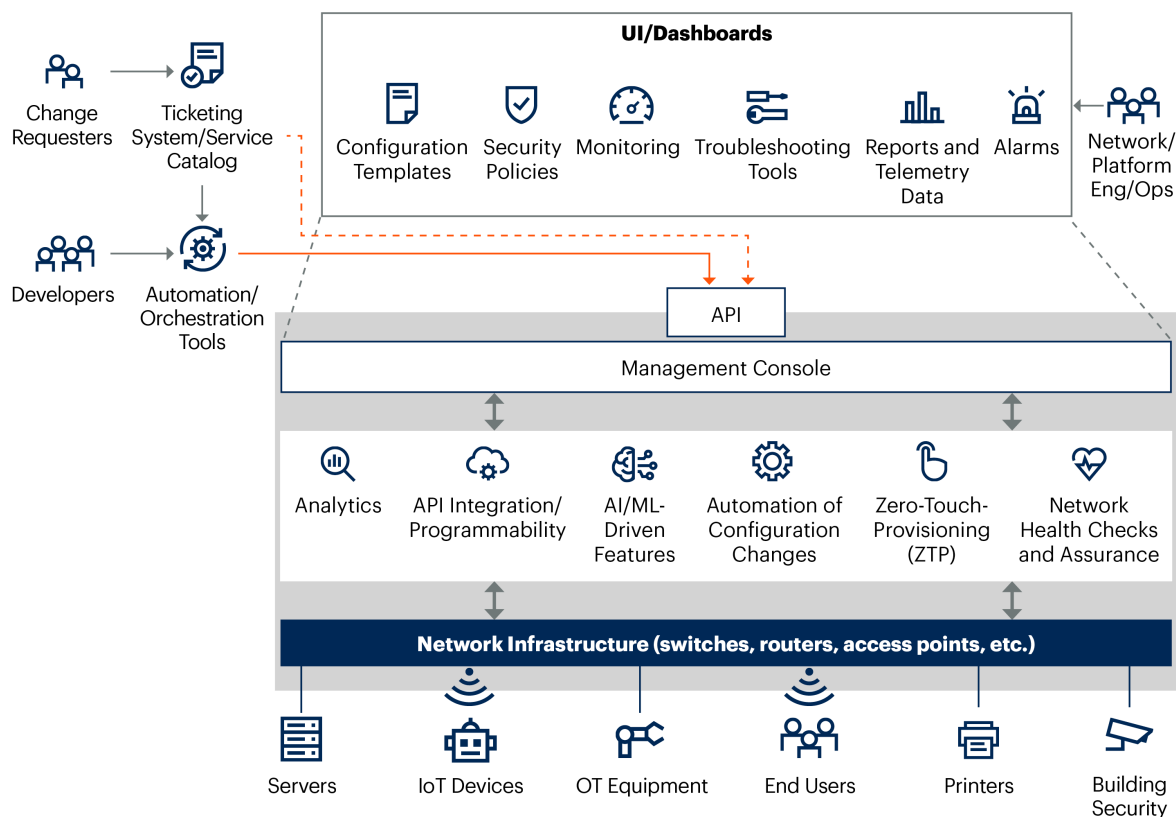 UI/Dashboards
Change
Requesters
Ticketing
System/Service
Catalog
Configuration
Templates
Security
Policies
Monitoring
Troubleshooting
Tools
Reports and
Telemetry
Data
Alarms
Network/
Platform
Eng/Ops
Developers
Automation/
Orchestration
Tools
API
Management Console
Analytics
API Integration/
Programmability
AI/ML-
Driven
Features
Automation of
Configuration
Changes
Zero-Touch-
Provisioning
(ZTP)
Network
Health Checks
and Assurance
Network Infrastructure (switches, routers, access points, etc.)
Servers
IoT Devices
OT Equipment
End Users
Printers
Building
Security